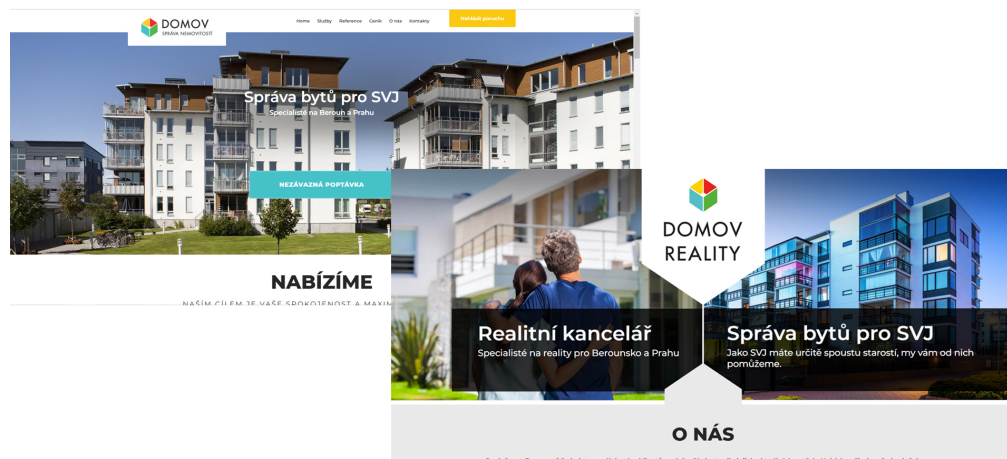 DOMOV
SPRÁVA NEMOVITOSTÍ
Home Služby Reference Ceník O nás Kontakty
Nahlásit poruchu
Správa bytů pro SVJ
Specialisté na Beroun a Prahu
NEZÁVAZNÁ POPTÁVKA
NABÍZÍME
NAŠÍM CÍLEM JE VAŠE SPOKOJENOST A MAXIM
DOMOV
REALITY
Realitní kancelář
Specialisté na reality pro Berounsko a Prahu
Správa bytů pro SVJ
Jako SVJ máte určitě spoustu starostí, my vám od nich
pomůžeme.
O NÁS